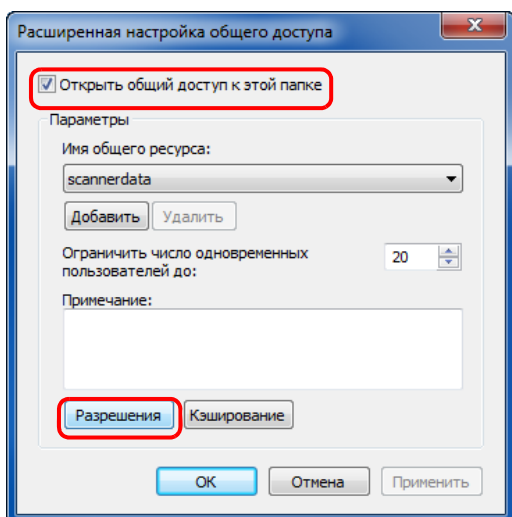 Расширенная настройка общего доступа
Открыть общий доступ к этой папке
Параметры
Имя общего ресурса:
scannerdata
Добавить Удалить
Ограничить число одновременных 20
пользователей до:
Примечание:
Разрешения Кэширование
OK Отмена Применить